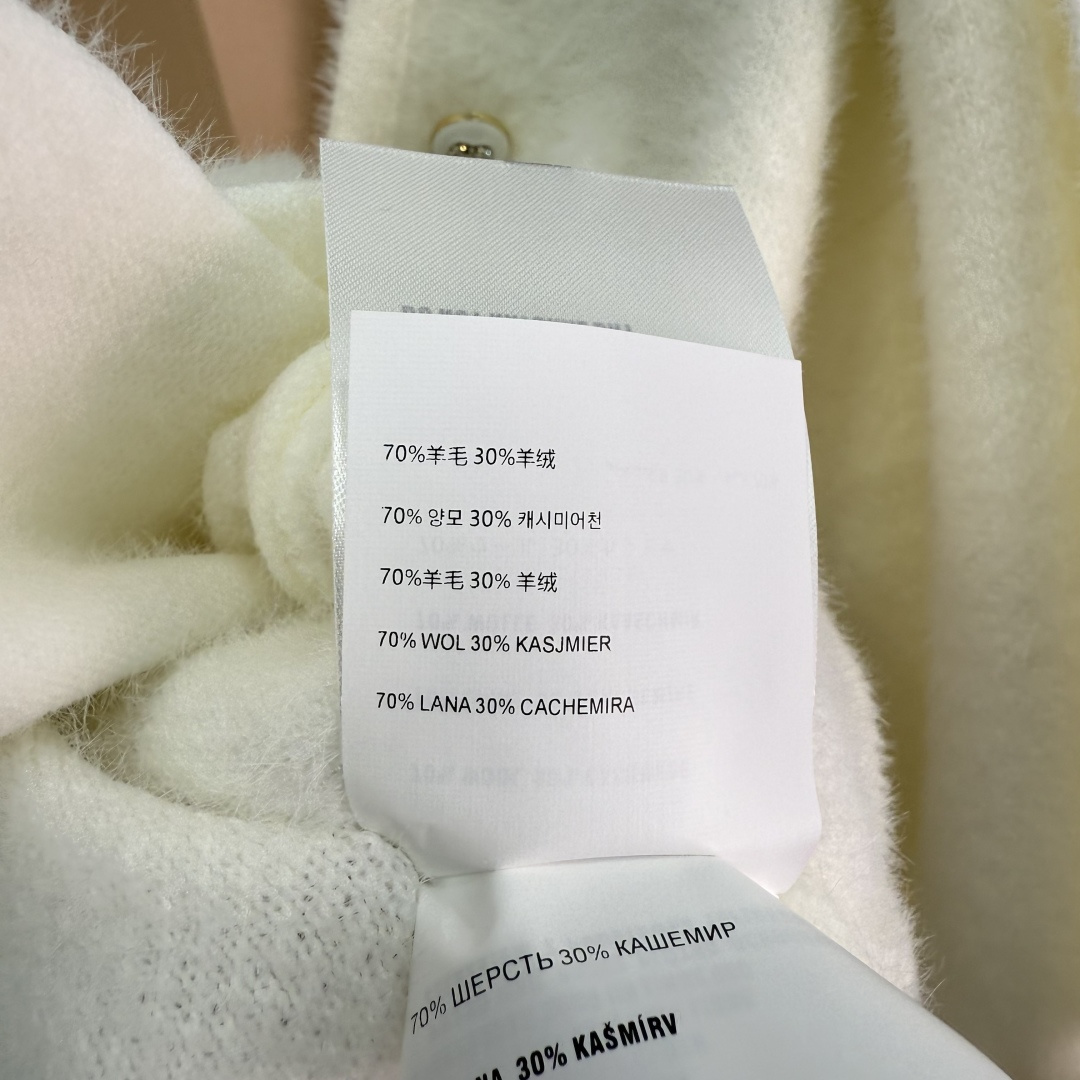 70%羊毛 30%羊绒
70% 양모 30% 캐시미어천
70%羊毛 30% 羊绒
70% WOL 30% KASJMIER
70% LANA 30% CACHEMIRA
70% ШЕРСТЬ 30% КАШЕМИР
30% KAŠMÍRV